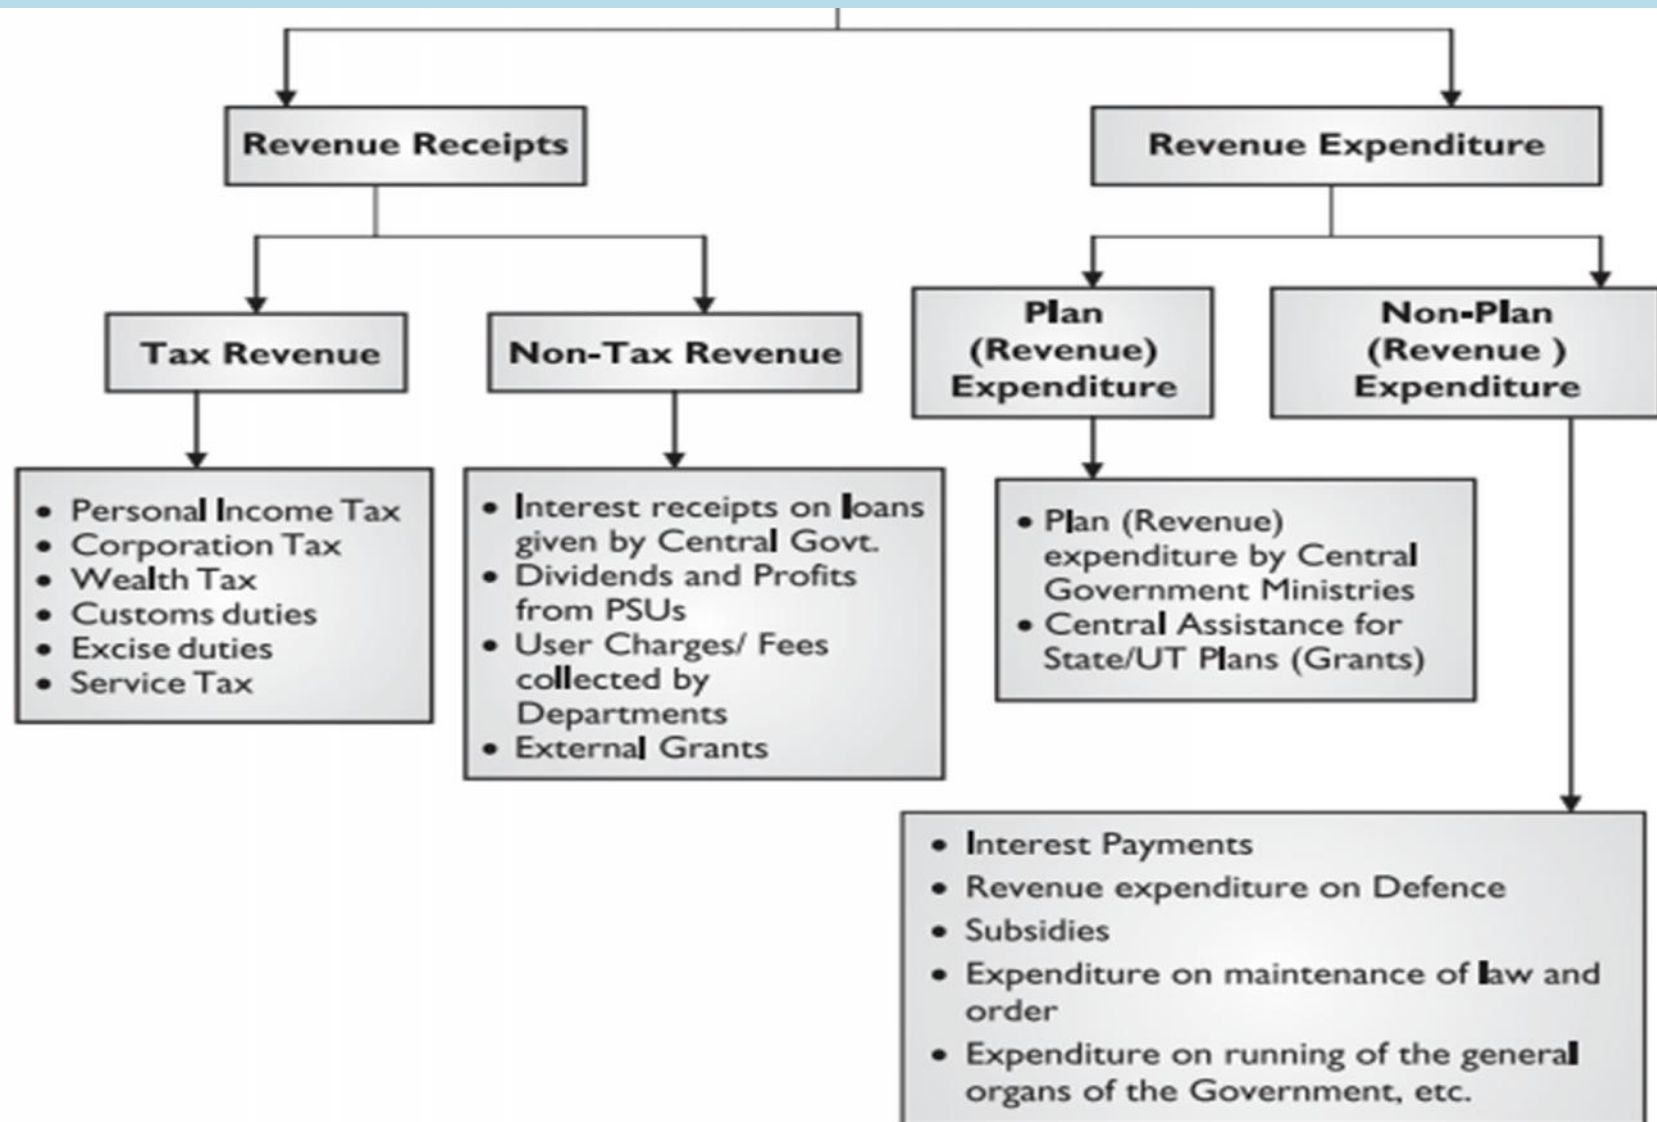 Revenue Receipts
Revenue Expenditure
Tax Revenue
Non-Tax Revenue
Plan
(Revenue)
Expenditure
Non-Plan
(Revenue )
Expenditure
• Personal Income Tax
• Corporation Tax
• Wealth Tax
• Customs duties
• Excise duties
• Service Tax
• Interest receipts on loans
given by Central Govt.
• Dividends and Profits
from PSUs
• User Charges/ Fees
collected by
Departments
• External Grants
• Plan (Revenue)
expenditure by Central
Government Ministries
• Central Assistance for
State/UT Plans (Grants)
• Interest Payments
• Revenue expenditure on Defence
• Subsidies
• Expenditure on maintenance of law and
order
• Expenditure on running of the general
organs of the Government, etc.